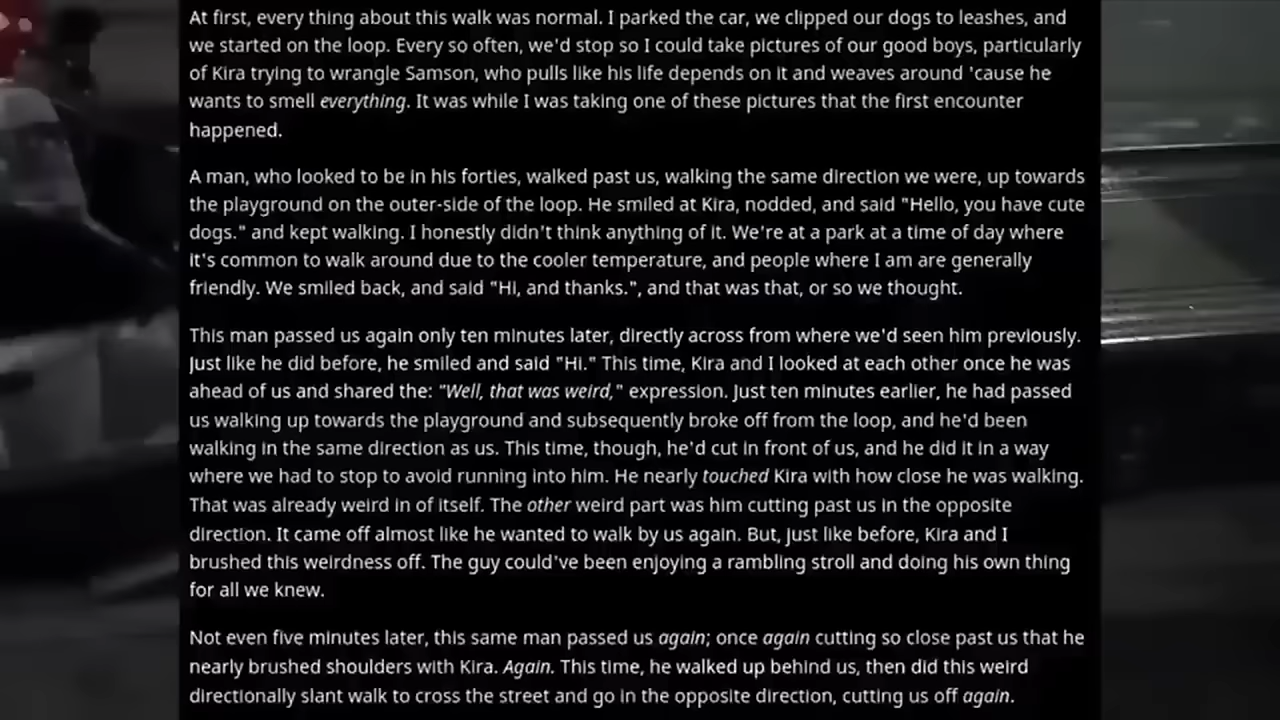 At first, every thing about this walk was normal. I parked the car, we clipped our dogs to leashes, and
we started on the loop. Every so often, we'd stop so I could take pictures of our good boys, particularly
of Kira trying to wrangle Samson, who pulls like his life depends on it and weaves around 'cause he
wants to smell everything. It was while I was taking one of these pictures that the first encounter
happened.
A man, who looked to be in his forties, walked past us, walking the same direction we were, up towards
the playground on the outer-side of the loop. He smiled at Kira, nodded, and said "Hello, you have cute
dogs." and kept walking. I honestly didn't think anything of it. We're at a park at a time of day where
it's common to walk around due to the cooler temperature, and people where I am are generally
friendly. We smiled back, and said "Hi, and thanks.", and that was that, or so we thought.
This man passed us again only ten minutes later, directly across from where we'd seen him previously.
Just like he did before, he smiled and said "Hi." This time, Kira and I looked at each other once he was
ahead of us and shared the: "Well, that was weird," expression. Just ten minutes earlier, he had passed
us walking up towards the playground and subsequently broke off from the loop, and he'd been
walking in the same direction as us. This time, though, he'd cut in front of us, and he did it in a way
where we had to stop to avoid running into him. He nearly touched Kira with how close he was walking.
That was already weird in of itself. The other weird part was him cutting past us in the opposite
direction. It came off almost like he wanted to walk by us again. But, just like before, Kira and I
brushed this weirdness off. The guy could've been enjoying a rambling stroll and doing his own thing
for all we knew.
Not even five minutes later, this same man passed us again; once again cutting so close past us that he
nearly brushed shoulders with Kira. Again. This time, he walked up behind us, then did this weird
directionally slant walk to cross the street and go in the opposite direction, cutting us off again.